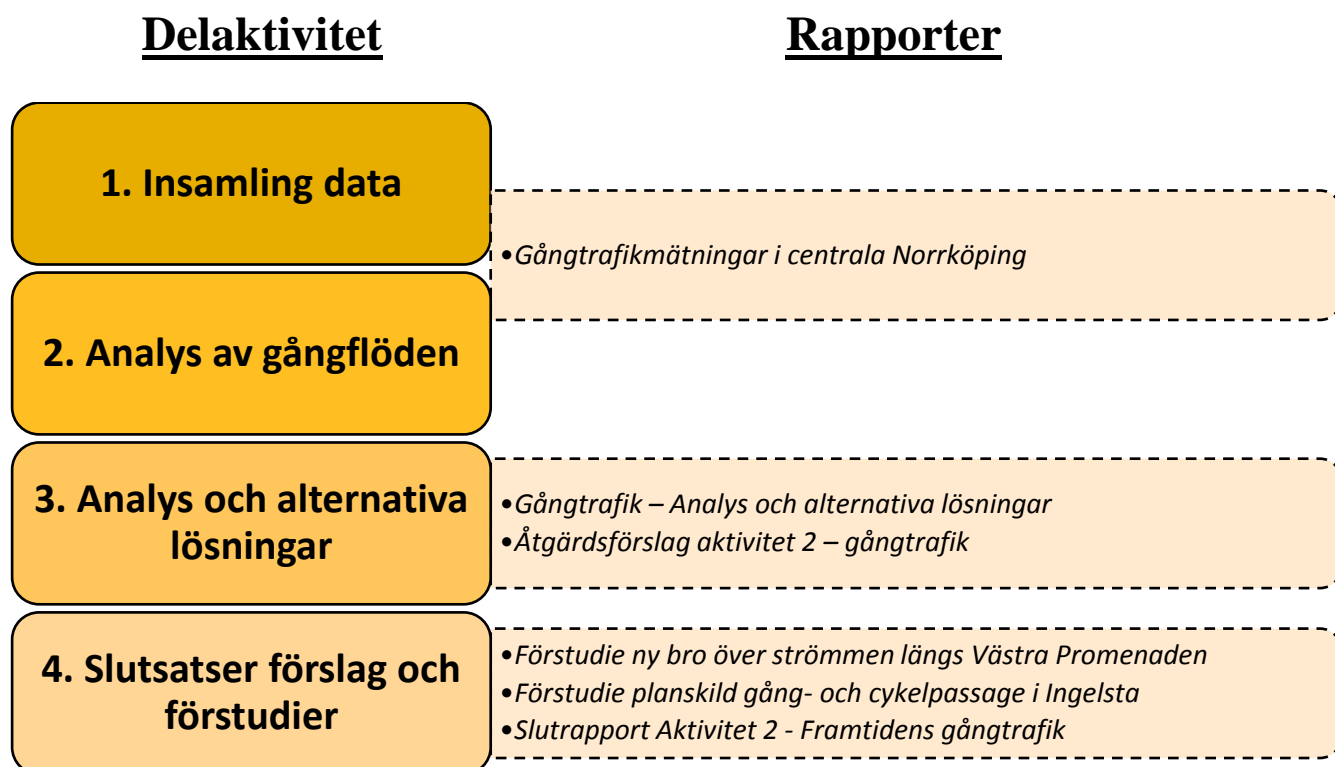 Delaktivitet
Rapporter
1. Insamling data
•Gångtrafikmätningar i centrala Norrköping
2. Analys av gångflöden
3. Analys och alternativa
lösningar
•Gångtrafik – Analys och alternativa lösningar
•Åtgärdsförslag aktivitet 2 – gångtrafik
4. Slutsatser förslag och
förstudier
•Förstudie ny bro över strömmen längs Västra Promenaden
•Förstudie planskild gång- och cykelpassage i Ingelsta
•Slutrapport Aktivitet 2 - Framtidens gångtrafik